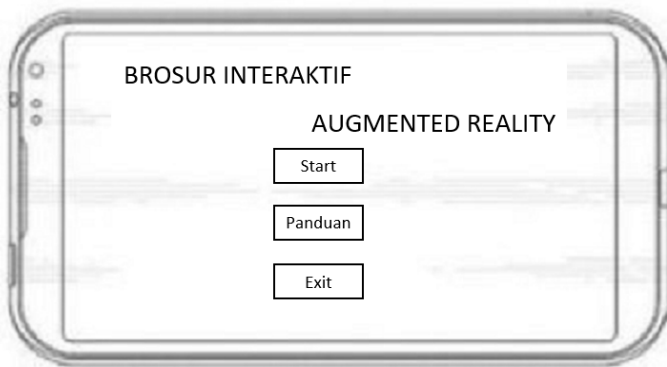 BROSUR INTERAKTIF
AUGMENTED REALITY
Start
Panduan
Exit